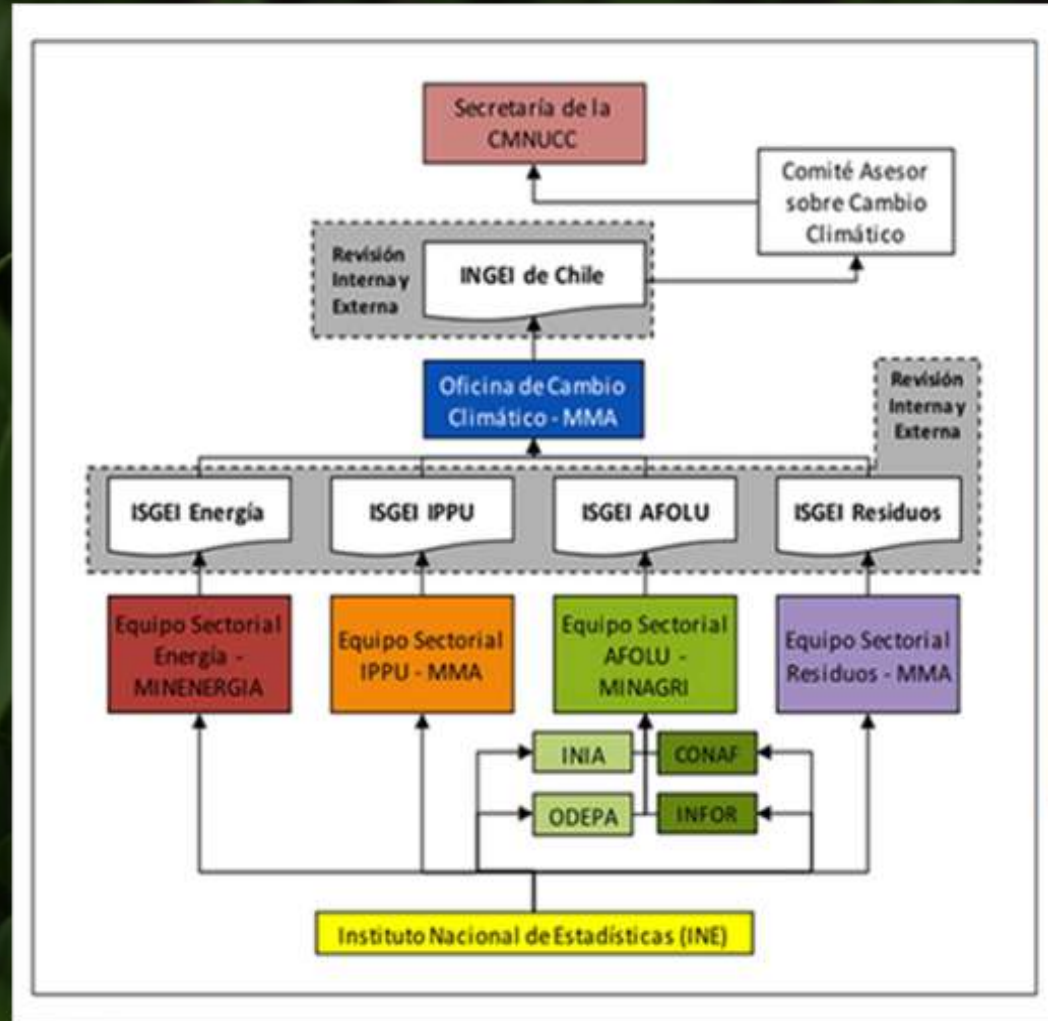 Secretaría de la
CMNUCC
Comité Asesor
sobre Cambio
Climático
Revisión
Interna y
Externa
INGEI de Chile
Oficina de Cambio
Climático - MMA
Revisión
Interna y
Externa
ISGEI Energía
ISGEI IPPU
ISGEI AFOLU
ISGEI Residuos
Equipo Sectorial
Energía -
MINENERGIA
Equipo Sectorial
IPPU - MMA
Equipo Sectorial
AFOLU -
MINAGRI
Equipo Sectorial
Residuos - MMA
INIA
CONAF
ODEPA
INFOR
Instituto Nacional de Estadísticas (INE)